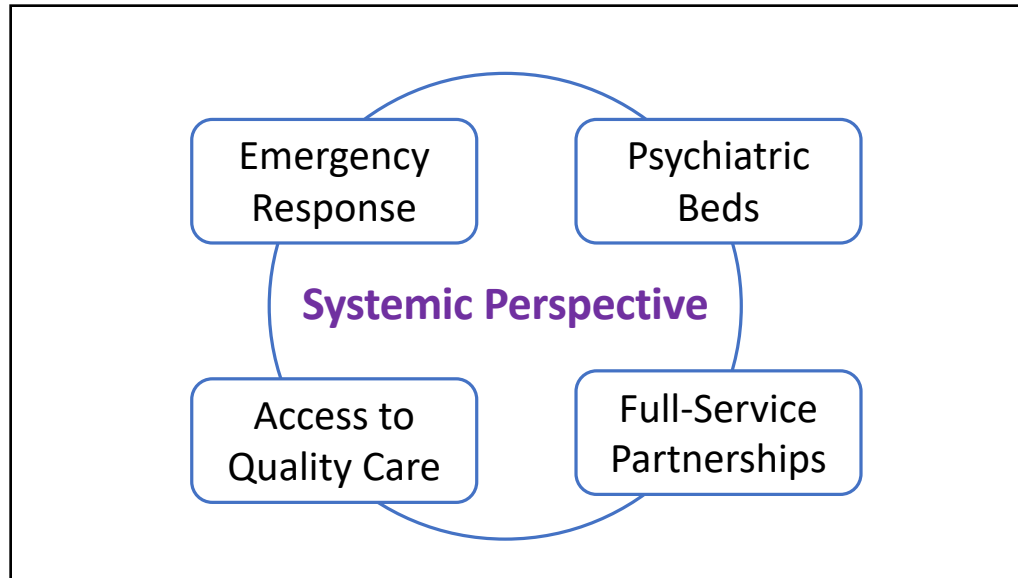 Emergency
Response
Psychiatric
Beds
Systemic Perspective
Access to
Quality Care
Full-Service
Partnerships